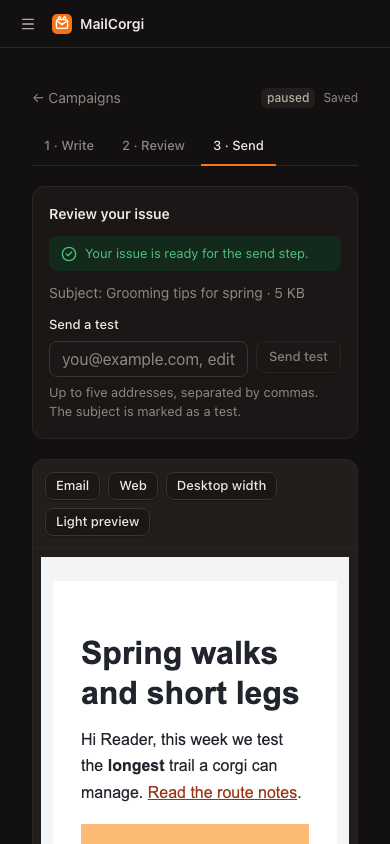 MailCorgi
← Campaigns
paused
Saved
1 · Write
2 · Review
3 · Send
Review your issue
Your issue is ready for the send step.
Subject: Grooming tips for spring · 5 KB
Send a test
you@example.com, edit
Send test
Up to five addresses, separated by commas.
The subject is marked as a test.
Email
Web
Desktop width
Light preview
Spring walks
and short legs
Hi Reader, this week we test
the longest trail a corgi can
manage. Read the route notes.